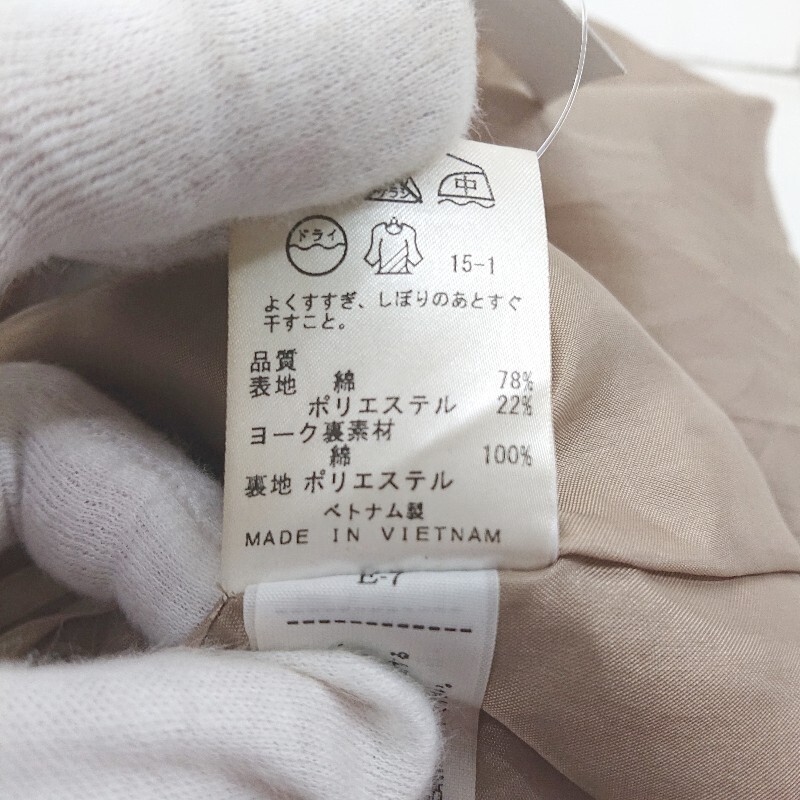 中
ドライ
15-1
よくすすぎ、しぼりのあとすぐ
干すこと。
品質
表地 綿 78%
ポリエステル 22%
ヨーク裏素材
綿 100%
裏地 ポリエステル
ベトナム製
MADE IN VIETNAM
E-7